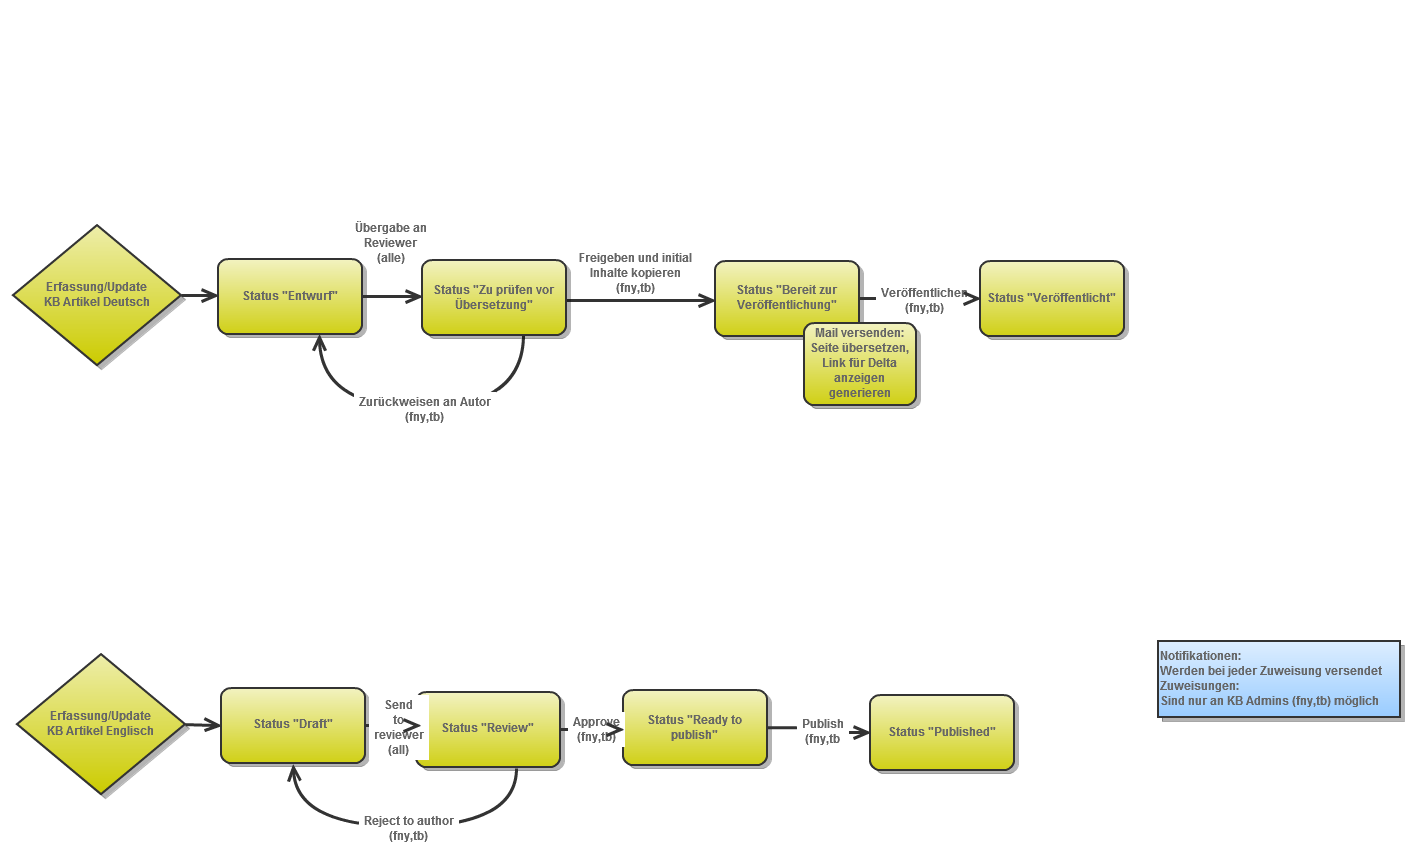 Erfassung/Update
KB Artikel Deutsch
Status "Entwurf"
Übergabe an
Reviewer
(alle)
Status "Zu prüfen vor
Übersetzung"
Zurückweisen an Autor
(fny,tb)
Freigeben und initial
Inhalte kopieren
(fny,tb)
Status "Bereit zur
Veröffentlichung"
Mail versenden:
Seite übersetzen,
Link für Delta
anzeigen
generieren
Veröffentlichen
(fny,tb)
Status "Veröffentlicht"
Erfassung/Update
KB Artikel Englisch
Status "Draft"
Send
to
reviewer
(all)
Status "Review"
Reject to author
(fny,tb)
Approve
(fny,tb)
Status "Ready to
publish"
Publish
(fny,tb
Status "Published"
Notifikationen:
Werden bei jeder Zuweisung versendet
Zuweisungen:
Sind nur an KB Admins (fny,tb) möglich